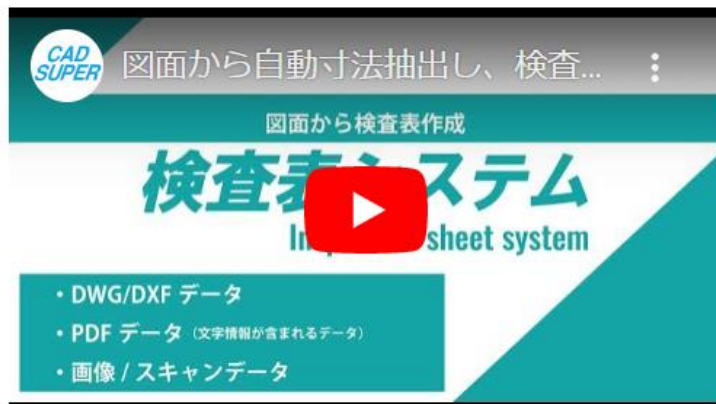 CAD
SUPER
図面から自動寸法抽出し、検査...
図面から検査表作成
検査表システム
sheet system
・DWG/DXF データ
・PDF データ（文字情報が含まれるデータ）
・画像 / スキャンデータ